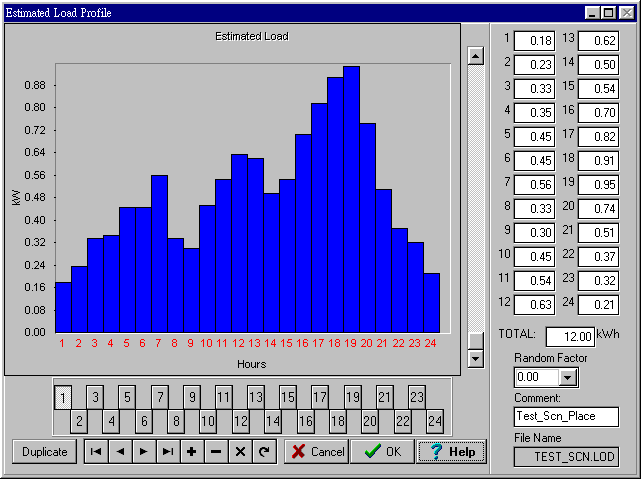 Estimated Load Profile
Estimated Load
0.88
0.80
0.72
0.64
0.56
0.48
0.40
0.32
0.24
0.16
0.08
0.00
kW
1 2 3 4 5 6 7 8 9 10 11 12 13 14 15 16 17 18 19 20 21 22 23 24
Hours
1 3 5 7 9 11 13 15 17 19 21 23
2 4 6 8 10 12 14 16 18 20 22 24
Duplicate
Cancel
OK
? Help
1 0.18 13 0.62
2 0.23 14 0.50
3 0.33 15 0.54
4 0.35 16 0.70
5 0.45 17 0.82
6 0.45 18 0.91
7 0.56 19 0.95
8 0.33 20 0.74
9 0.30 21 0.51
10 0.45 22 0.37
11 0.54 23 0.32
12 0.63 24 0.21
TOTAL: 12.00 kWh
Random Factor
0.00
Comment:
Test_Scn_Place
File Name
TEST_SCN.LOD